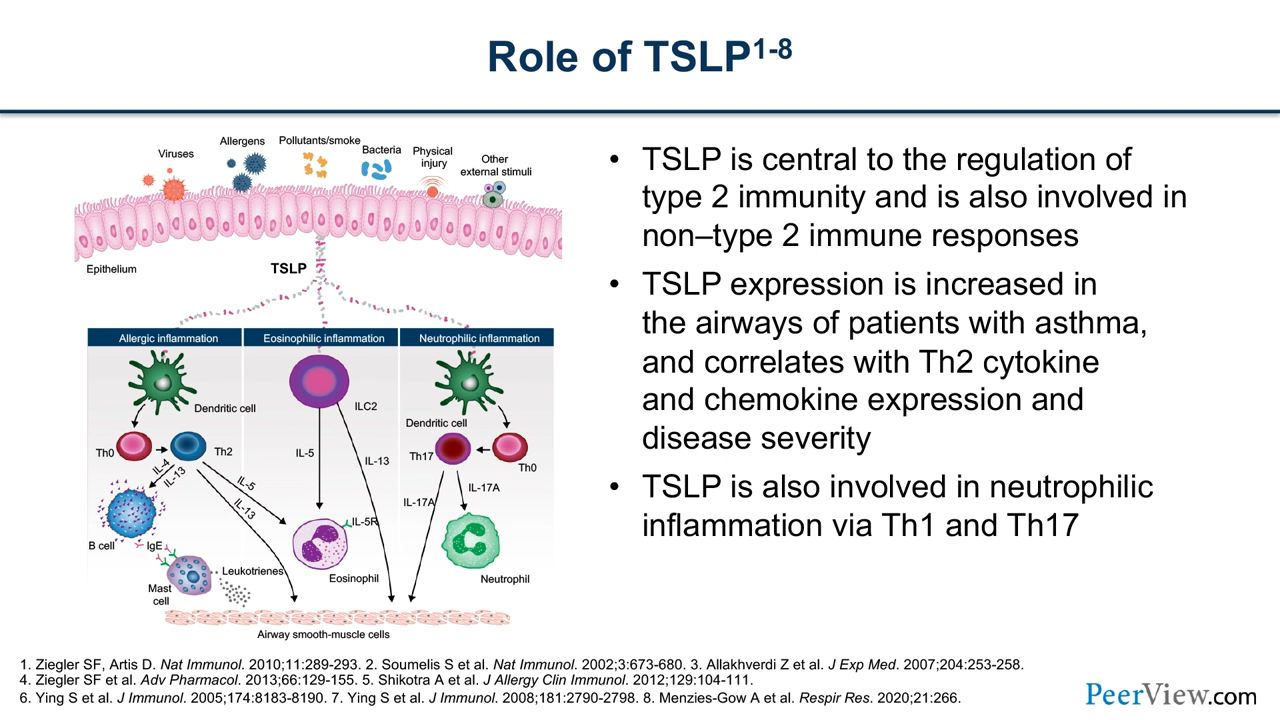 Role of TSLP1-8
Viruses
Allergens
Pollutants/smoke
Bacteria
Physical
injury
Other
external stimuli
Epithelium
TSLP
Allergic inflammation
Eosinophilic inflammation
Neutrophilic inflammation
Dendritic cell
ILC2
Dendritic cell
Th0
Th2
IL-5
IL-13
Th17
Th0
IL-4
IL-13
IL-5
IL-13
IL-17A
IL-17A
IL-5R
B cell
IgE
Mast
cell
Leukotrienes
Eosinophil
Neutrophil
Airway smooth-muscle cells
• TSLP is central to the regulation of
type 2 immunity and is also involved in
non–type 2 immune responses
• TSLP expression is increased in
the airways of patients with asthma,
and correlates with Th2 cytokine
and chemokine expression and
disease severity
• TSLP is also involved in neutrophilic
inflammation via Th1 and Th17
1. Ziegler SF, Artis D. Nat Immunol. 2010;11:289-293. 2. Soumelis S et al. Nat Immunol. 2002;3:673-680. 3. Allakhverdi Z et al. J Exp Med. 2007;204:253-258.
4. Ziegler SF et al. Adv Pharmacol. 2013;66:129-155. 5. Shikotra A et al. J Allergy Clin Immunol. 2012;129:104-111.
6. Ying S et al. J Immunol. 2005;174:8183-8190. 7. Ying S et al. J Immunol. 2008;181:2790-2798. 8. Menzies-Gow A et al. Respir Res. 2020;21:266.
PeerView.com